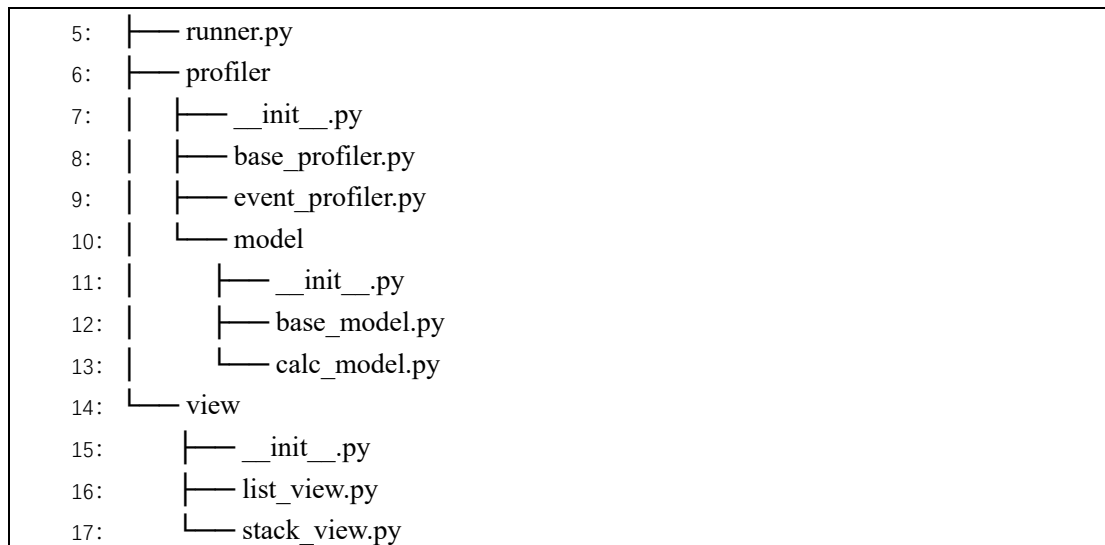 5: ├── runner.py
6: ├── profiler
7: │ ├── __init__.py
8: │ ├── base_profiler.py
9: │ ├── event_profiler.py
10: │ └── model
11: │ ├── __init__.py
12: │ ├── base_model.py
13: │ └── calc_model.py
14: └── view
15: ├── __init__.py
16: ├── list_view.py
17: └── stack_view.py